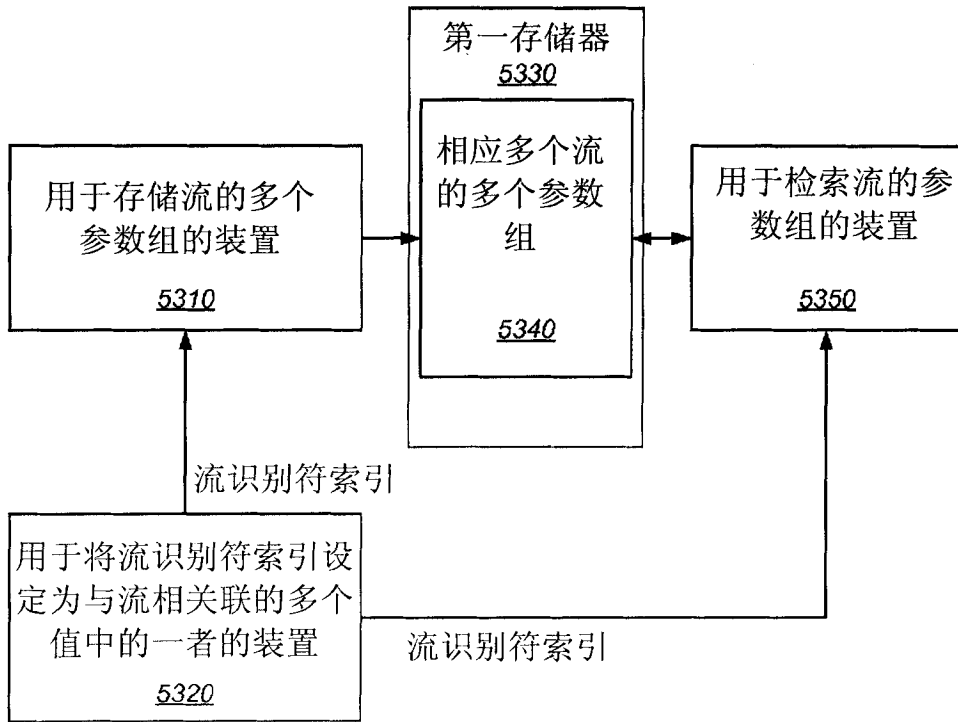 第一存储器
5330
相应多个流
的多个参数
组
5340
用于存储流的多个
参数组的装置
5310
用于检索流的参
数组的装置
5350
流识别符索引
用于将流识别符索引设
定为与流相关联的多个
值中的一者的装置
5320
流识别符索引